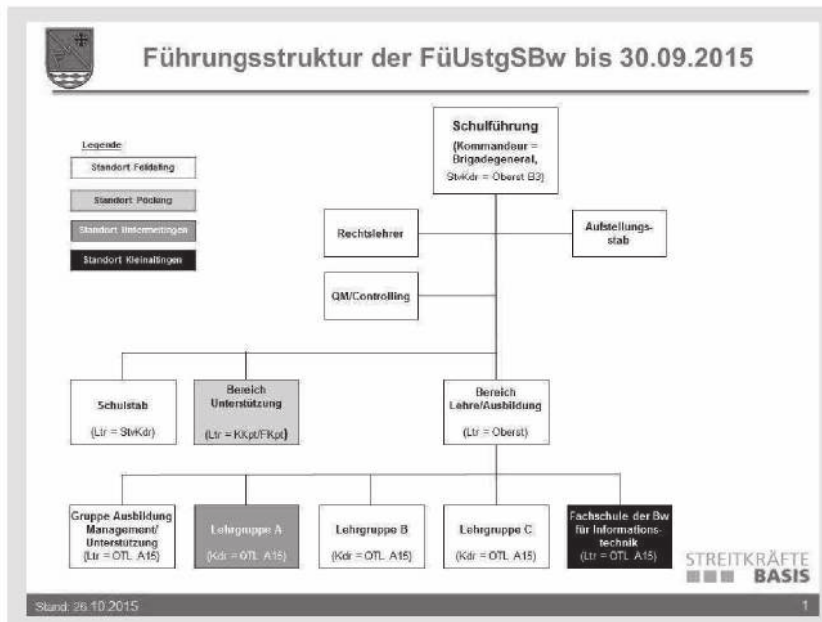 Führungsstruktur der FüUstgSBw bis 30.09.2015
Legende
Standort Feldafing
Standort Pöcking
Standort Untermeitingen
Standort Kleinaitingen
Schulführung
(Kommandeur =
Brigadegeneral,
StvKdr = Oberst B3)
Rechtslehrer
Aufstellungs-
stab
QM/Controlling
Schulstab
(Ltr = StvKdr)
Bereich
Unterstützung
(Ltr = KKpt/FKpt)
Bereich
Lehre/Ausbildung
(Ltr = Oberst)
Gruppe Ausbildung
Management/
Unterstützung
(Ltr = OTL A15)
Lehrgruppe A
(Kdr = OTL A15)
Lehrgruppe B
(Kdr = OTL A15)
Lehrgruppe C
(Kdr = OTL A15)
Fachschule der Bw
für Informations-
technik
(Ltr = OTL A15)
STREITKRÄFTE
BASIS
Stand: 26.10.2015
1